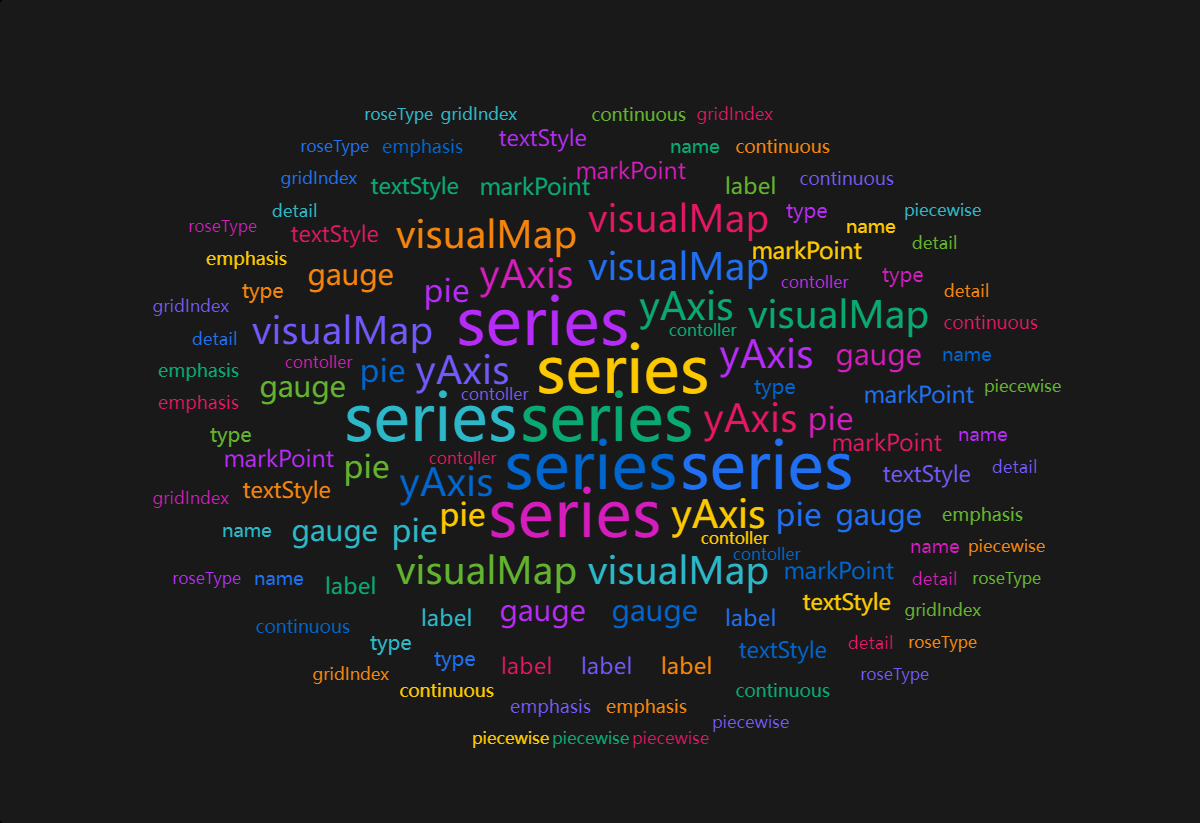 roseType gridIndex continuous gridIndex
roseType emphasis textStyle name continuous
gridIndex textStyle markPoint markPoint label continuous
detail type piecewise
roseType textStyle visualMap visualMap name detail
emphasis gauge pie yAxis visualMap markPoint type
gridIndex type series yAxis contoller visualMap detail
detail visualMap contoller continuous
emphasis contoller pie yAxis series yAxis gauge name
emphasis gauge contoller type markPoint piecewise
type series series yAxis pie markPoint name
markPoint pie contoller series series textStyle detail
gridIndex textStyle yAxis
name gauge pie pie series yAxis pie gauge emphasis
contoller name piecewise
roseType name label visualMap visualMap contoller markPoint detail roseType
continuous label gauge gauge label textStyle gridIndex
type textStyle detail roseType
gridIndex type label label label roseType
continuous continuous
emphasis emphasis piecewise
piecewise piecewise piecewise